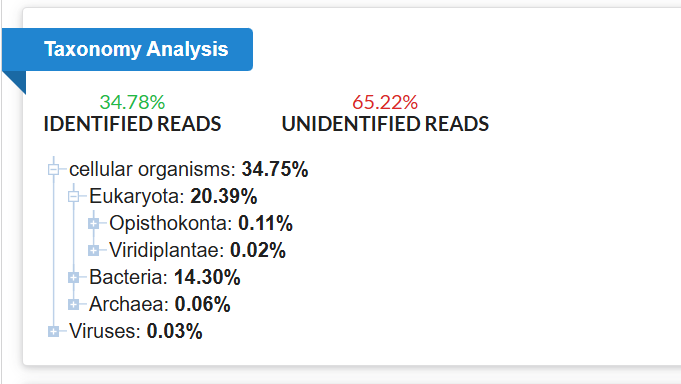 Taxonomy Analysis
34.78%
IDENTIFIED READS
65.22%
UNIDENTIFIED READS
cellular organisms: 34.75%
Eukaryota: 20.39%
Opisthokonta: 0.11%
Viridiplantae: 0.02%
Bacteria: 14.30%
Archaea: 0.06%
Viruses: 0.03%